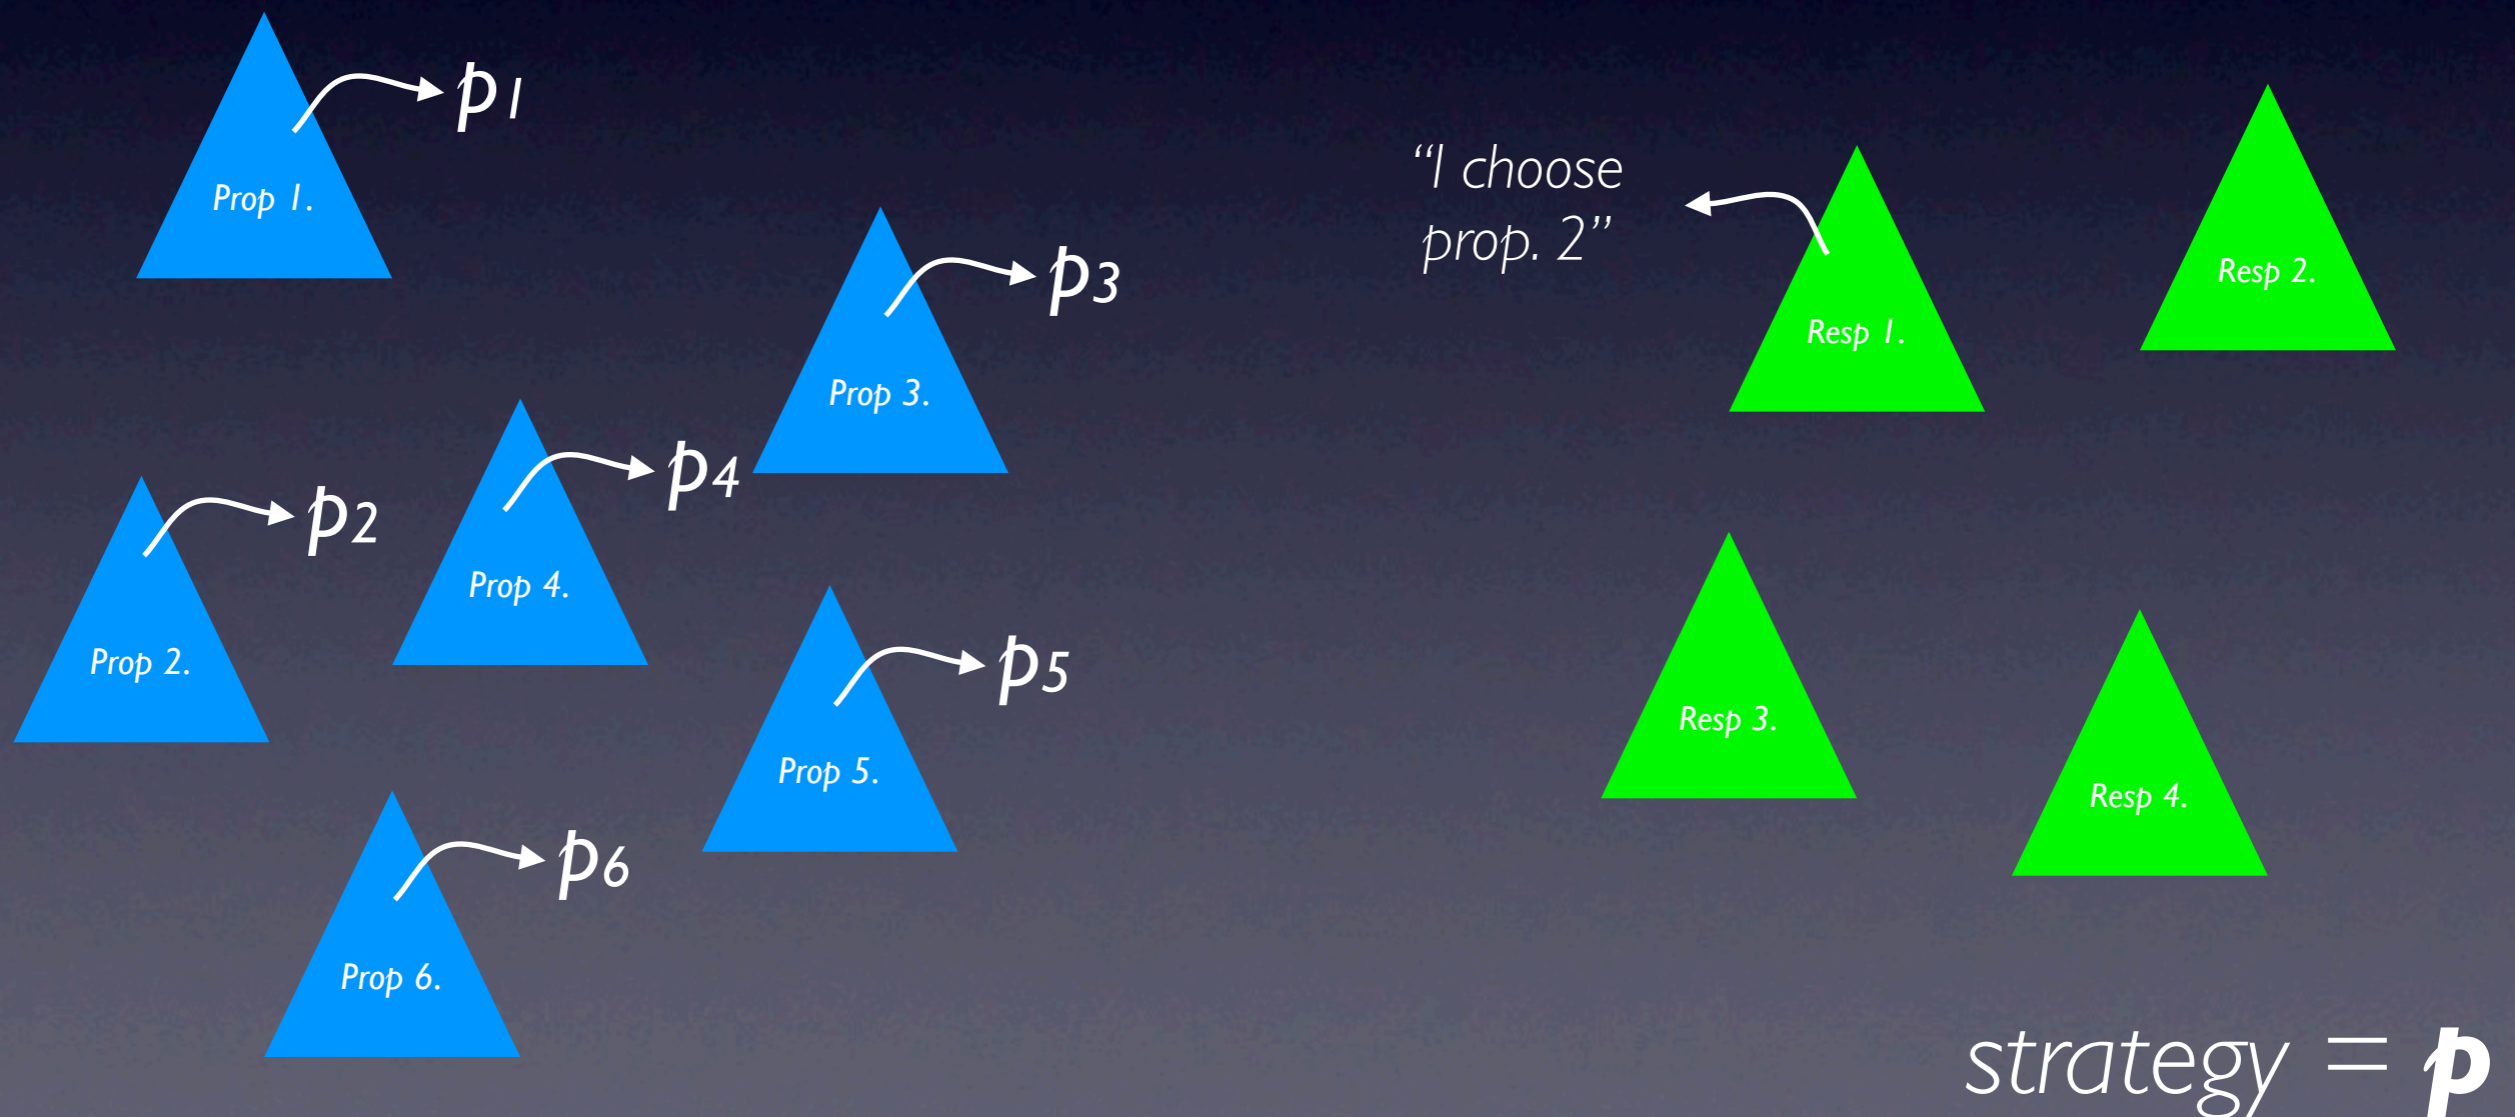 p1
Prop 1.
“I choose
prop. 2”
Resp 2.
Resp 1.
p3
Prop 3.
p4
Prop 4.
p2
Prop 2.
p5
Prop 5.
Resp 3.
Resp 4.
p6
Prop 6.
strategy = p